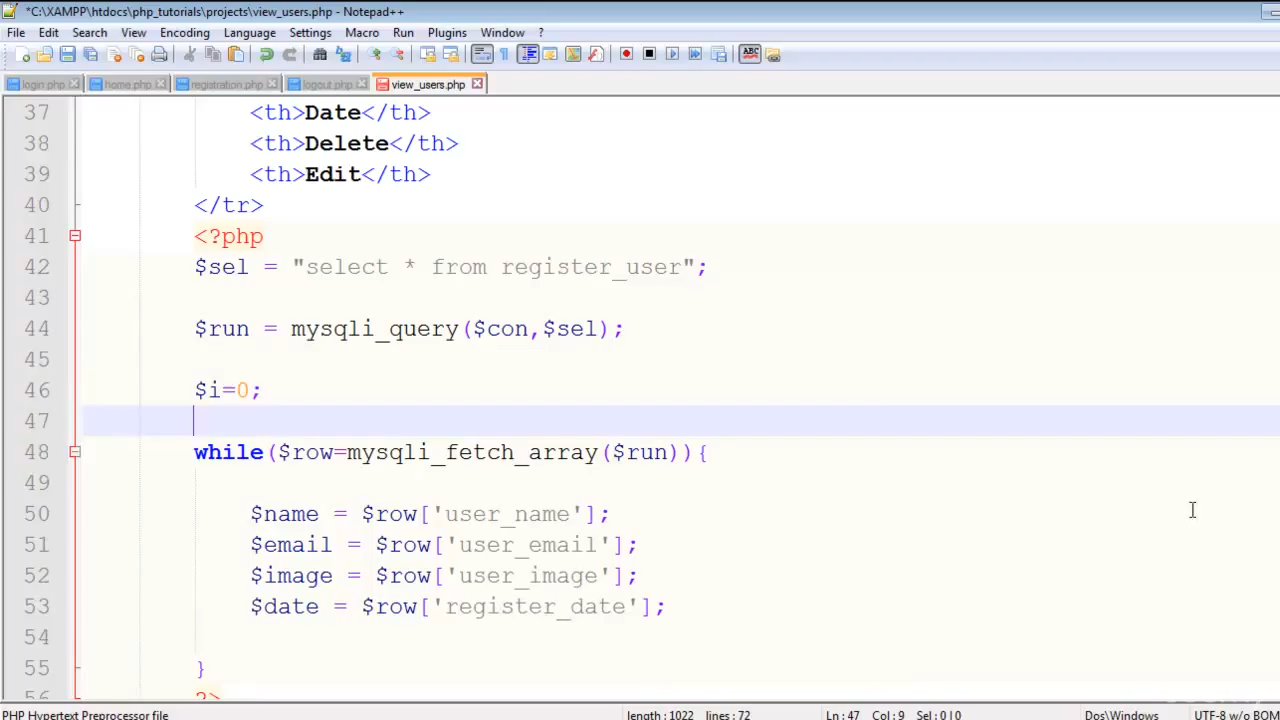 *C:\XAMPP\htdocs\php_tutorials\projects\view_users.php - Notepad++
File Edit Search View Encoding Language Settings Macro Run Plugins Window ?
login.php home.php registration.php logout.php view_users.php
37 <th>Date</th>
38 <th>Delete</th>
39 <th>Edit</th>
40 </tr>
41 <?php
42 $sel = "select * from register_user";
43
44 $run = mysqli_query($con,$sel);
45
46 $i=0;
47
48 while($row=mysqli_fetch_array($run)){
49
50 $name = $row['user_name'];
51 $email = $row['user_email'];
52 $image = $row['user_image'];
53 $date = $row['register_date'];
54
55 }
56 ?>
PHP Hypertext Preprocessor file length : 1022 lines : 72 Ln : 47 Col : 9 Sel : 0 | 0 Dos\Windows UTF-8 w/o BOM